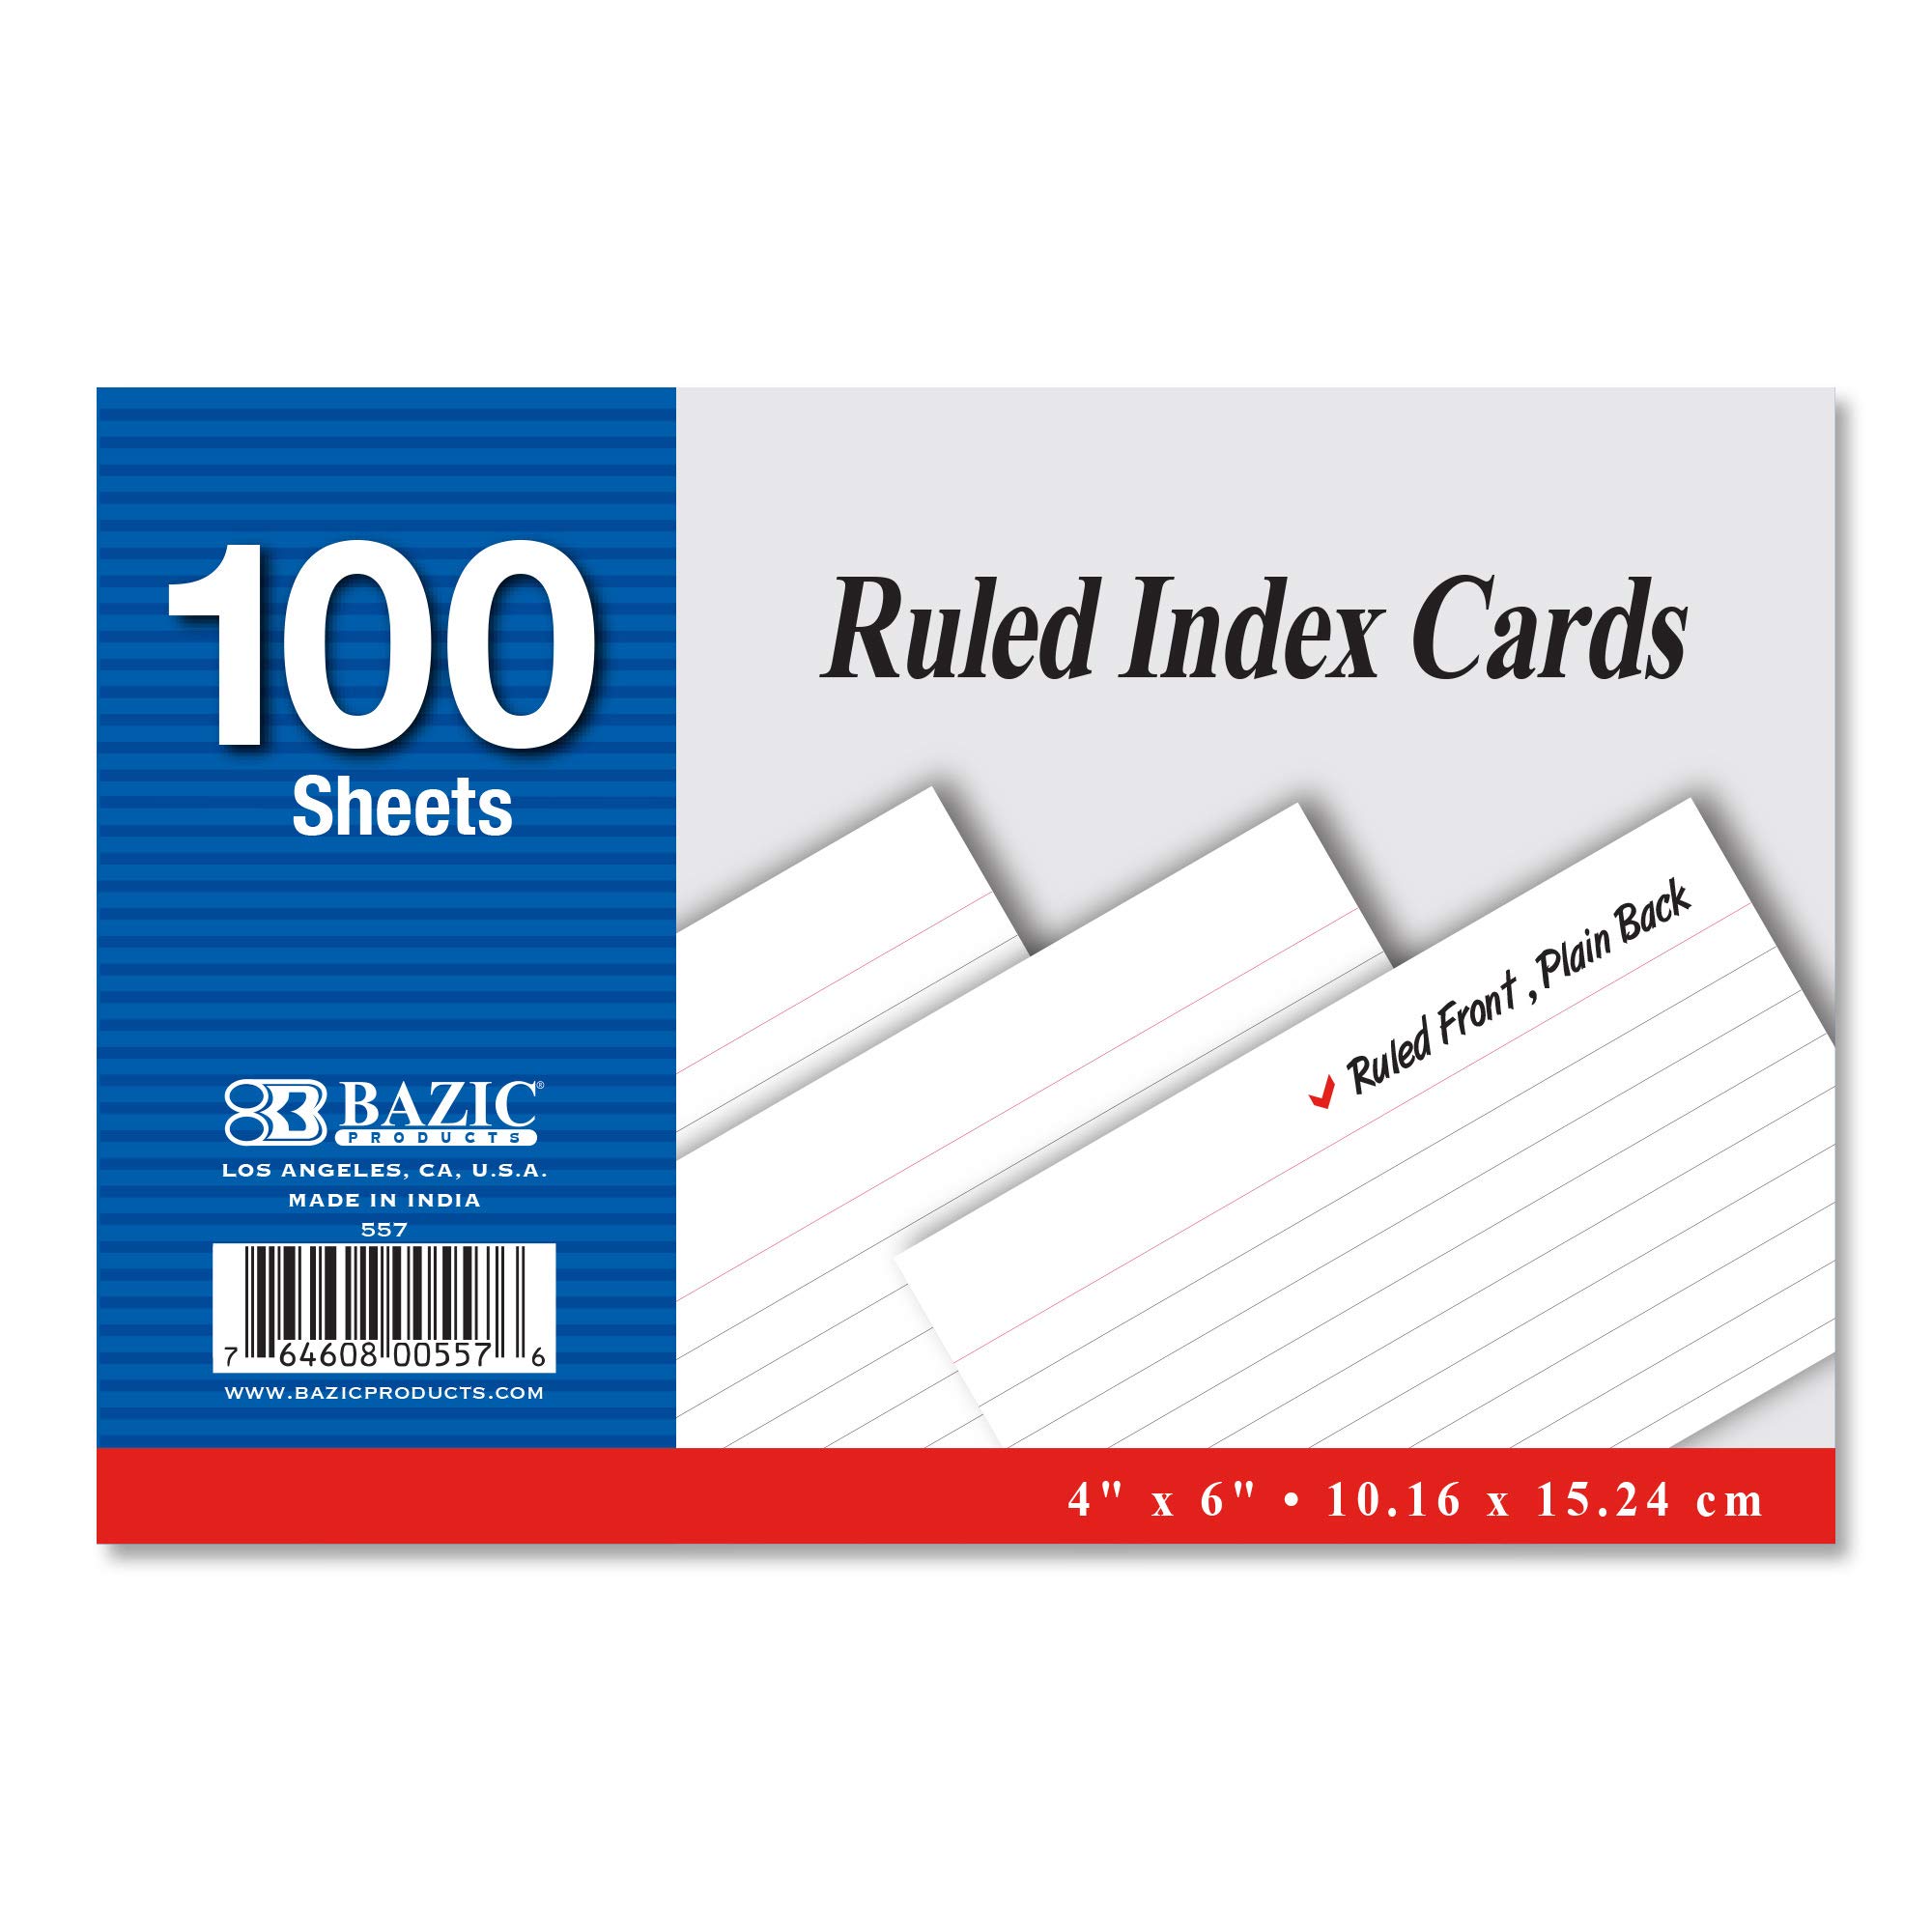 100
Sheets
Ruled Index Cards
Ruled Front , Plain Back
BAZIC®
PRODUCTS
LOS ANGELES, CA, U.S.A.
MADE IN INDIA
557
7 64608 00557 6
WWW.BAZICPRODUCTS.COM
4" x 6" • 10.16 x 15.24 cm